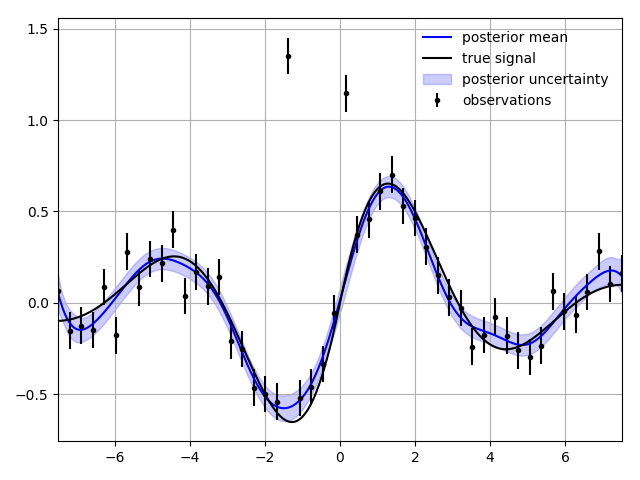 1.5
posterior mean
true signal
posterior uncertainty
observations
1.0
0.5
0.0
−0.5
−6 −4 −2 0 2 4 6